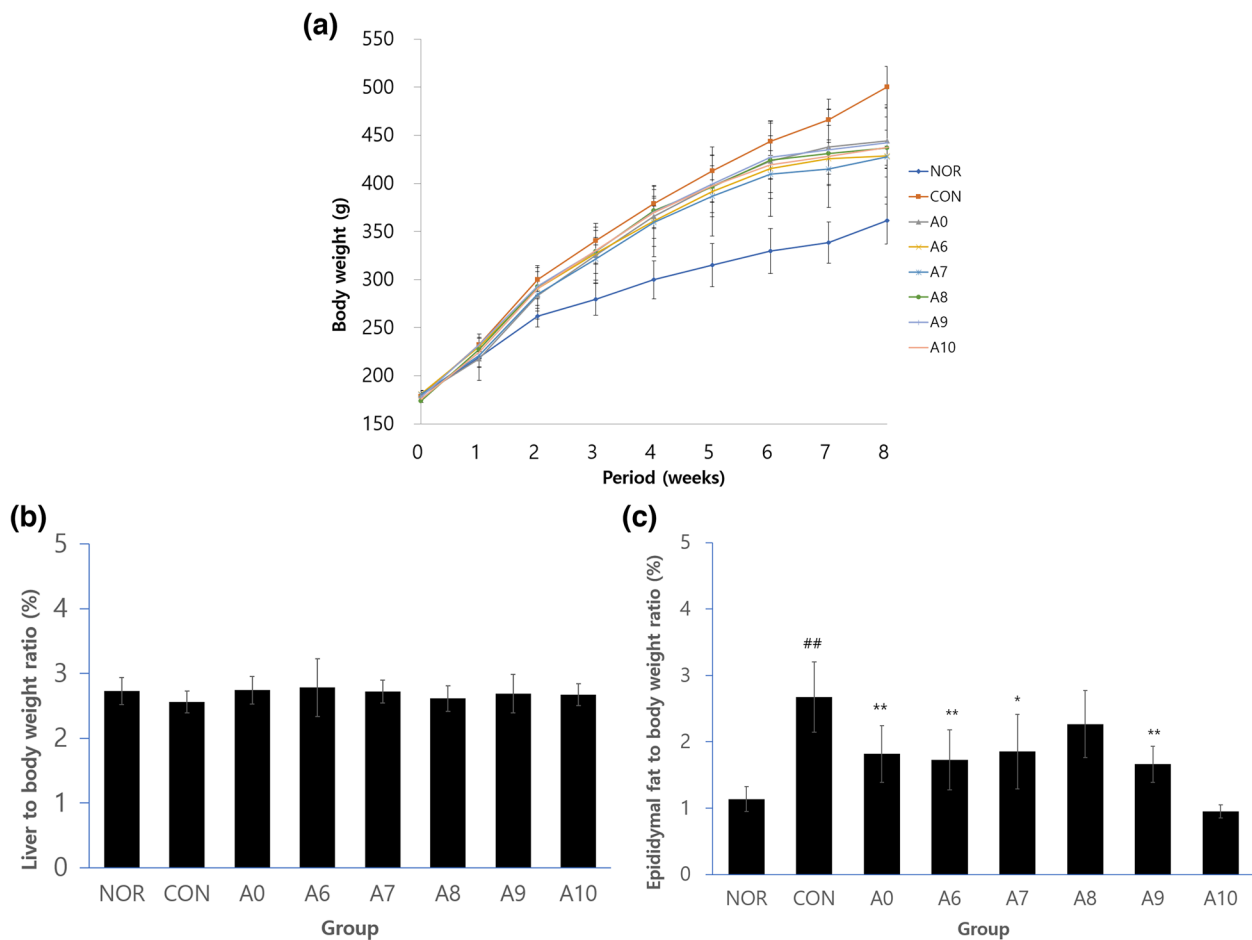 (a)
550
500
450
400
350
300
250
200
150
Body weight (g)
0 1 2 3 4 5 6 7 8
Period (weeks)
NOR
CON
A0
A6
A7
A8
A9
A10
(b)
5
4
3
2
1
0
Liver to body weight ratio (%)
NOR CON A0 A6 A7 A8 A9 A10
Group
(c)
5
4
3
2
1
0
Epididymal fat to body weight ratio (%)
##
** ** * **
NOR CON A0 A6 A7 A8 A9 A10
Group